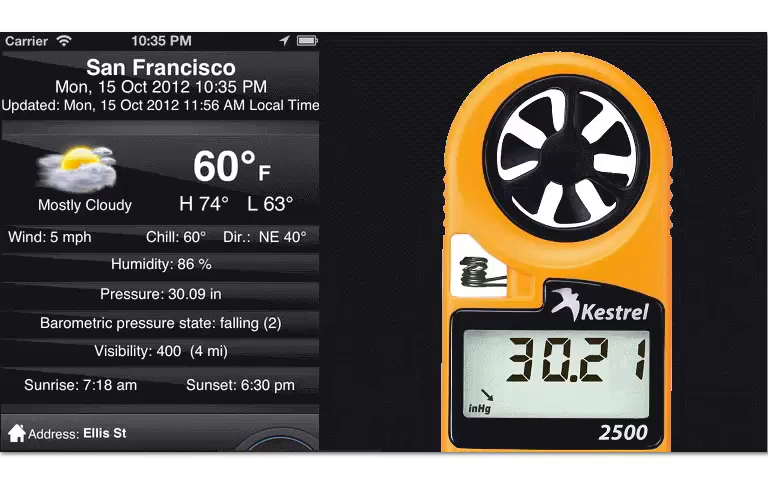 Carrier 10:35 PM
San Francisco
Mon, 15 Oct 2012 10:35 PM
Updated: Mon, 15 Oct 2012 11:56 AM Local Time
60°F
Mostly Cloudy
H 74° L 63°
Wind: 5 mph Chill: 60° Dir.: NE 40°
Humidity: 86 %
Pressure: 30.09 in
Barometric pressure state: falling (2)
Visibility: 400 (4 mi)
Sunrise: 7:18 am Sunset: 6:30 pm
Address: Ellis St
Kestrel
30.21
inHg
2500